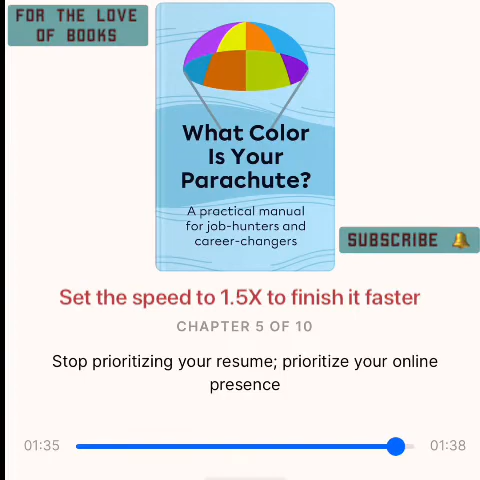 FOR THE LOVE
OF BOOKS
What Color
Is Your
Parachute?
A practical manual
for job-hunters and
career-changers
SUBSCRIBE
Set the speed to 1.5X to finish it faster
CHAPTER 5 OF 10
Stop prioritizing your resume; prioritize your online
presence
01:35
01:38